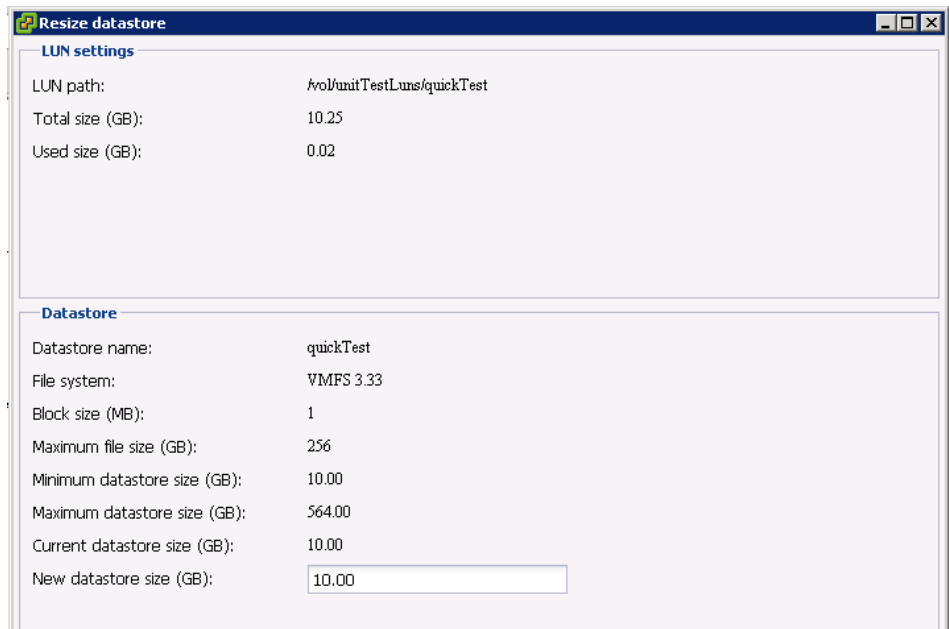 Resize datastore
LUN settings
LUN path: /vol/unitTestLuns/quickTest
Total size (GB): 10.25
Used size (GB): 0.02
Datastore
Datastore name: quickTest
File system: VMFS 3.33
Block size (MB): 1
Maximum file size (GB): 256
Minimum datastore size (GB): 10.00
Maximum datastore size (GB): 564.00
Current datastore size (GB): 10.00
New datastore size (GB): 10.00